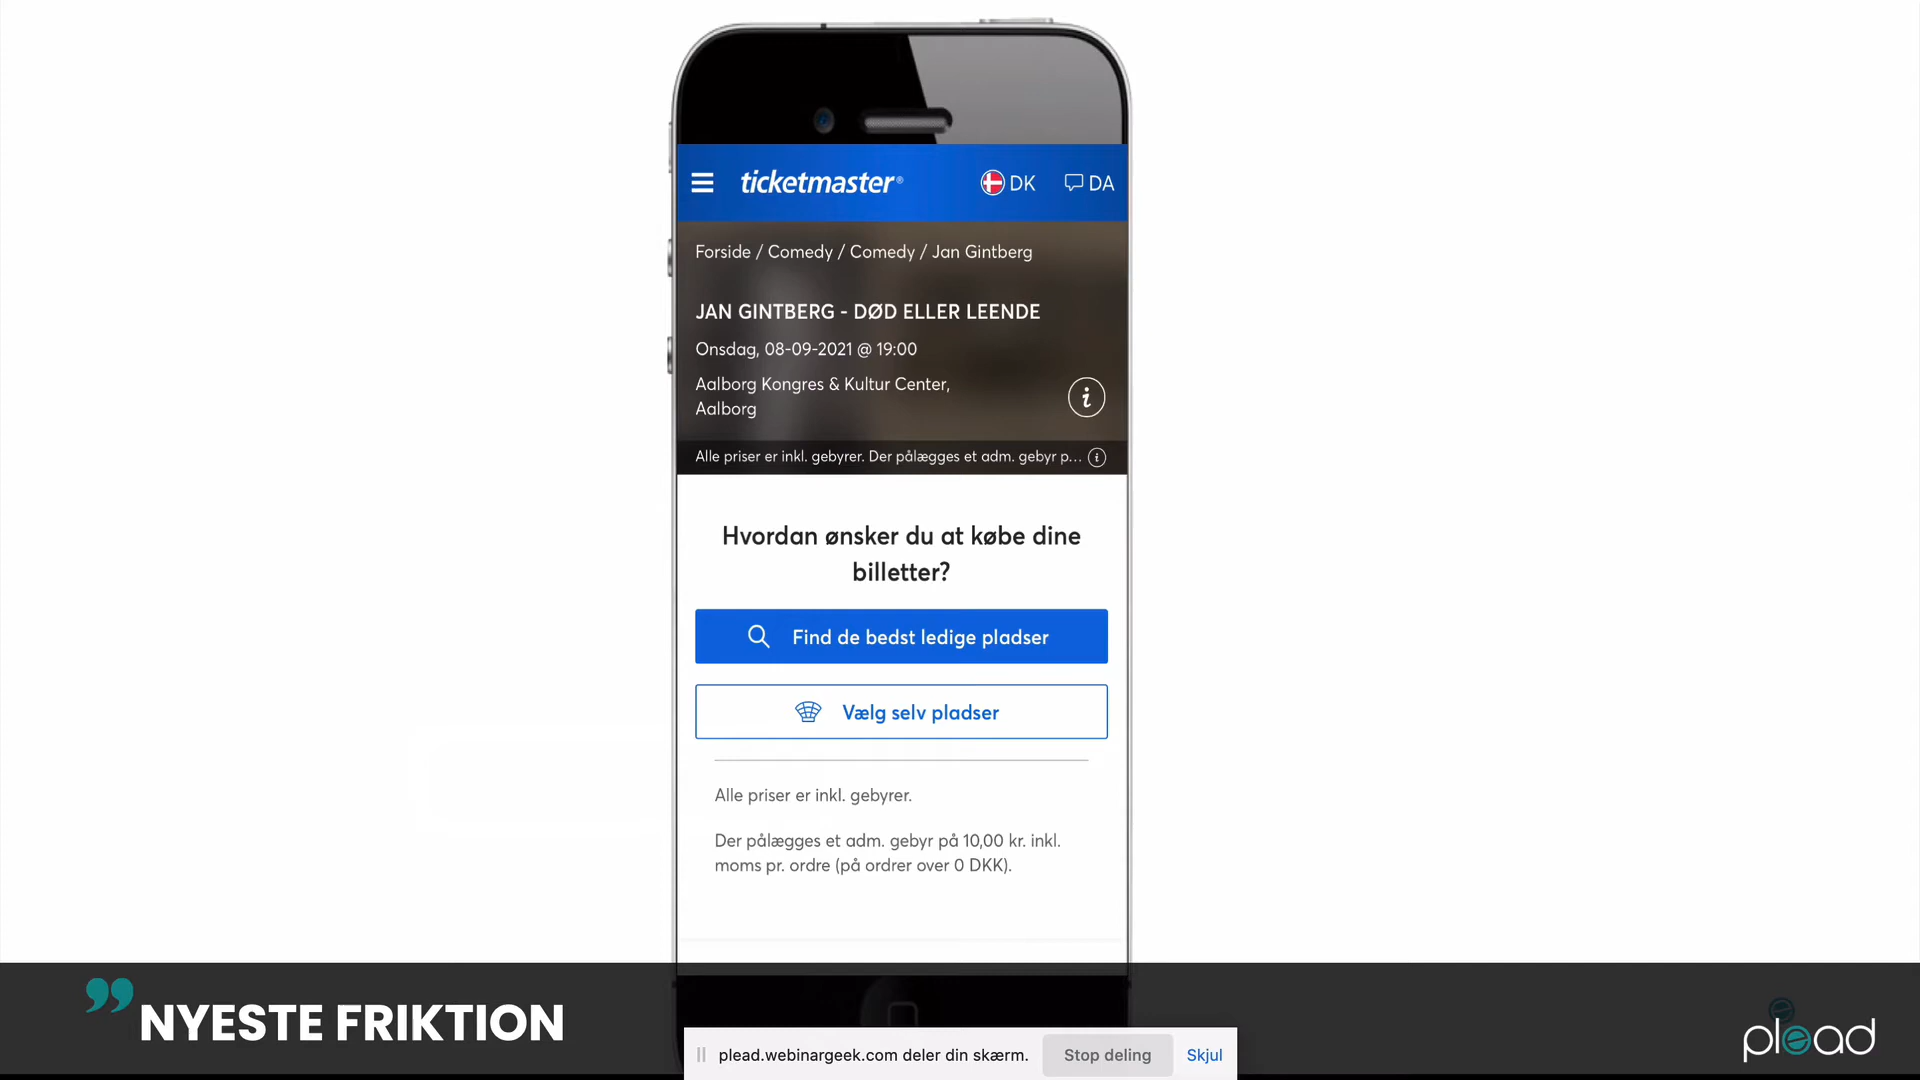 ticketmaster®
DK
DA
Forside / Comedy / Comedy / Jan Gintberg
JAN GINTBERG - DØD ELLER LEENDE
Onsdag, 08-09-2021 @ 19:00
Aalborg Kongres & Kultur Center,
Aalborg
i
Alle priser er inkl. gebyrer. Der pålægges et adm. gebyr p... i
Hvordan ønsker du at købe dine
billetter?
Find de bedst ledige pladser
Vælg selv pladser
Alle priser er inkl. gebyrer.
Der pålægges et adm. gebyr på 10,00 kr. inkl.
moms pr. ordre (på ordrer over 0 DKK).
” NYESTE FRIKTION
plead
plead.webinargeek.com deler din skærm.
Stop deling
Skjul